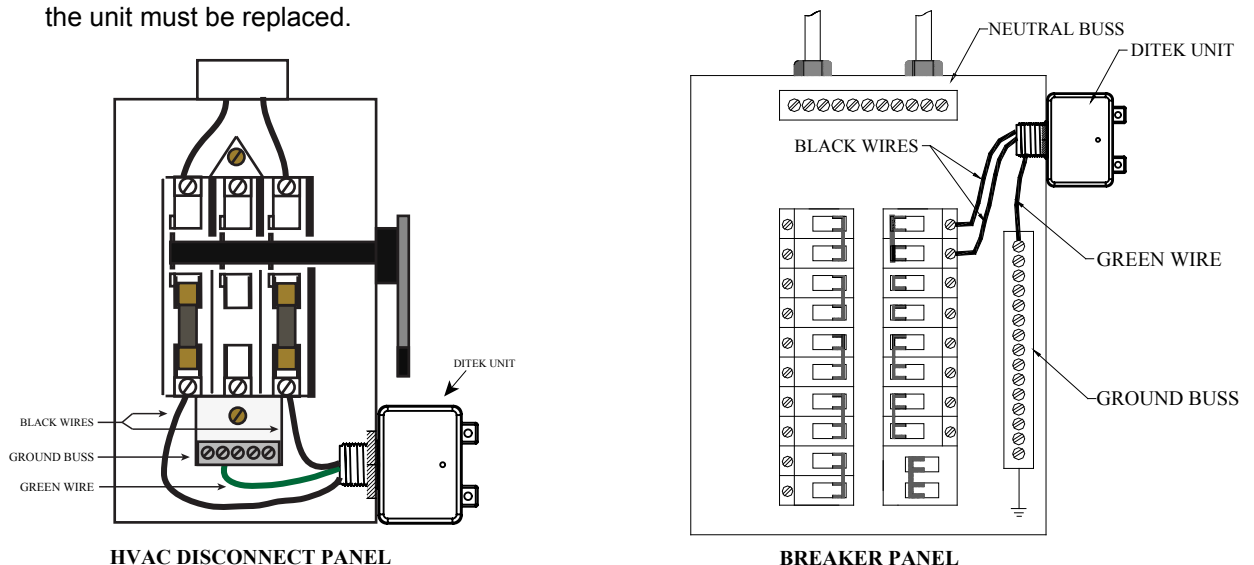 the unit must be replaced.
DITEK UNIT
BLACK WIRES
GROUND BUSS
GREEN WIRE
HVAC DISCONNECT PANEL
NEUTRAL BUSS
DITEK UNIT
BLACK WIRES
GREEN WIRE
GROUND BUSS
BREAKER PANEL